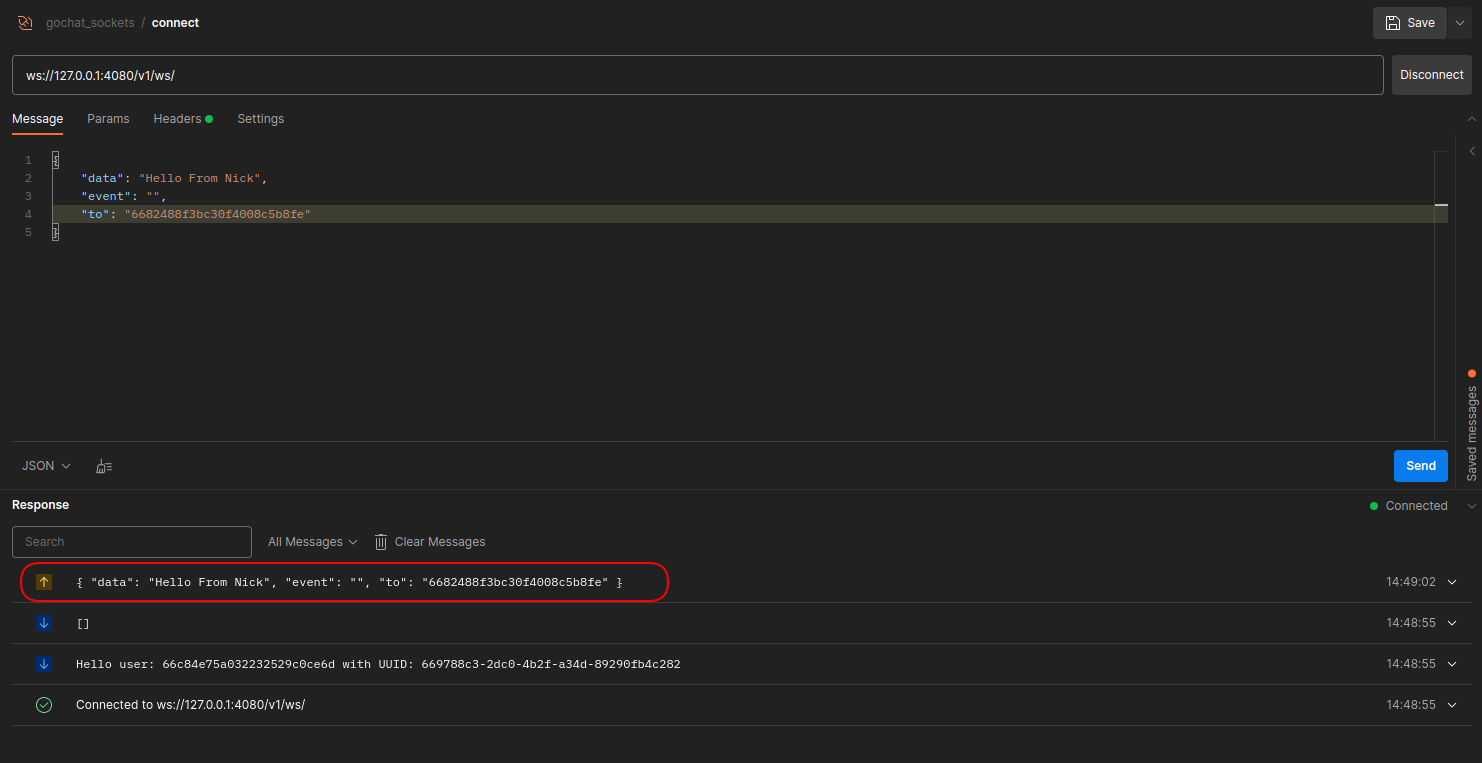 gochat_sockets / connect
Save
ws://127.0.0.1:4080/v1/ws/
Disconnect
Message Params Headers Settings
1 {
2 "data": "Hello From Nick",
3 "event": "",
4 "to": "6682488f3bc30f4008c5b8fe"
5 }
Saved messages
JSON
Send
Response
Connected
Search
All Messages
Clear Messages
{ "data": "Hello From Nick", "event": "", "to": "6682488f3bc30f4008c5b8fe" } 14:49:02
[] 14:48:55
Hello user: 66c84e75a032232529c0ce6d with UUID: 669788c3-2dc0-4b2f-a34d-89290fb4c282 14:48:55
Connected to ws://127.0.0.1:4080/v1/ws/ 14:48:55